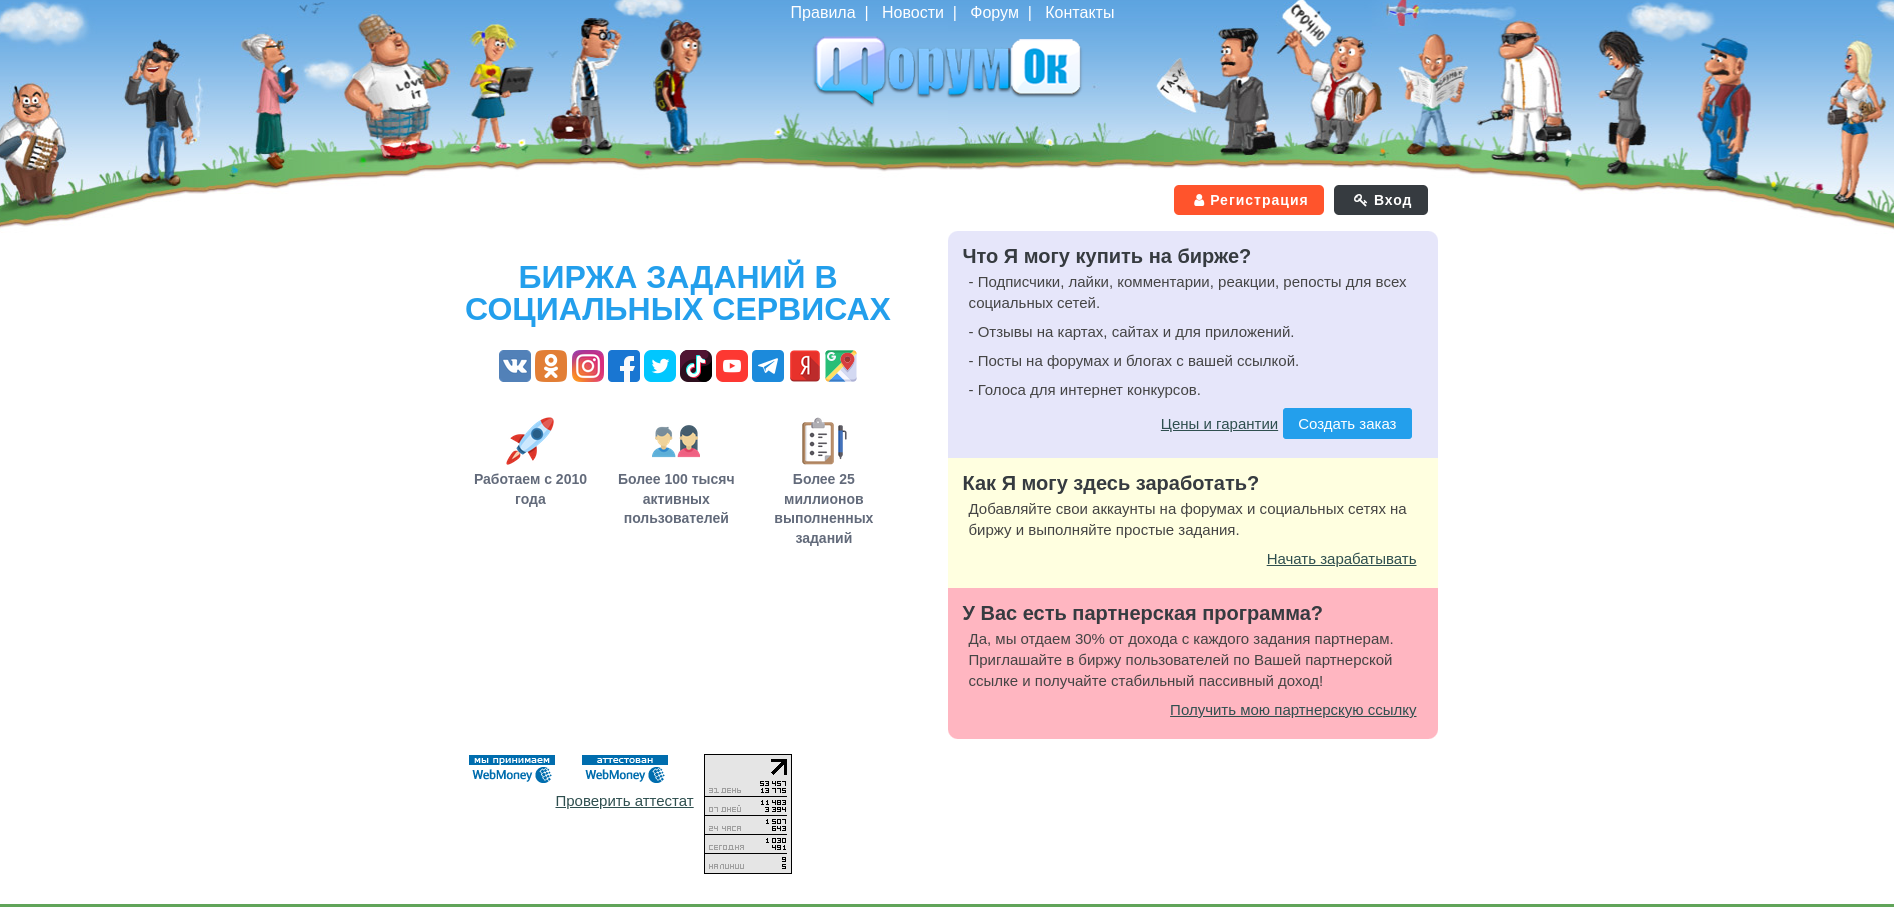 Правила | Новости | Форум | Контакты
СРОЧНО
I LOVE IT
TASK 1
Форум Ок
Регистрация
Вход
БИРЖА ЗАДАНИЙ В
СОЦИАЛЬНЫХ СЕРВИСАХ
Работаем с 2010
года
Более 100 тысяч
активных
пользователей
Более 25
миллионов
выполненных
заданий
Что Я могу купить на бирже?
- Подписчики, лайки, комментарии, реакции, репосты для всех
социальных сетей.
- Отзывы на картах, сайтах и для приложений.
- Посты на форумах и блогах с вашей ссылкой.
- Голоса для интернет конкурсов.
Цены и гарантии Создать заказ
Как Я могу здесь заработать?
Добавляйте свои аккаунты на форумах и социальных сетях на
биржу и выполняйте простые задания.
Начать зарабатывать
У Вас есть партнерская программа?
Да, мы отдаем 30% от дохода с каждого задания партнерам.
Приглашайте в биржу пользователей по Вашей партнерской
ссылке и получайте стабильный пассивный доход!
Получить мою партнерскую ссылку
мы принимаем
WebMoney
аттестован
WebMoney
Проверить аттестат
53 457
31 ДЕНЬ 13 775
11 483
07 ДНЕЙ 3 394
1 507
24 ЧАСА 643
1 030
СЕГОДНЯ 491
9
НА ЛИНИИ 5